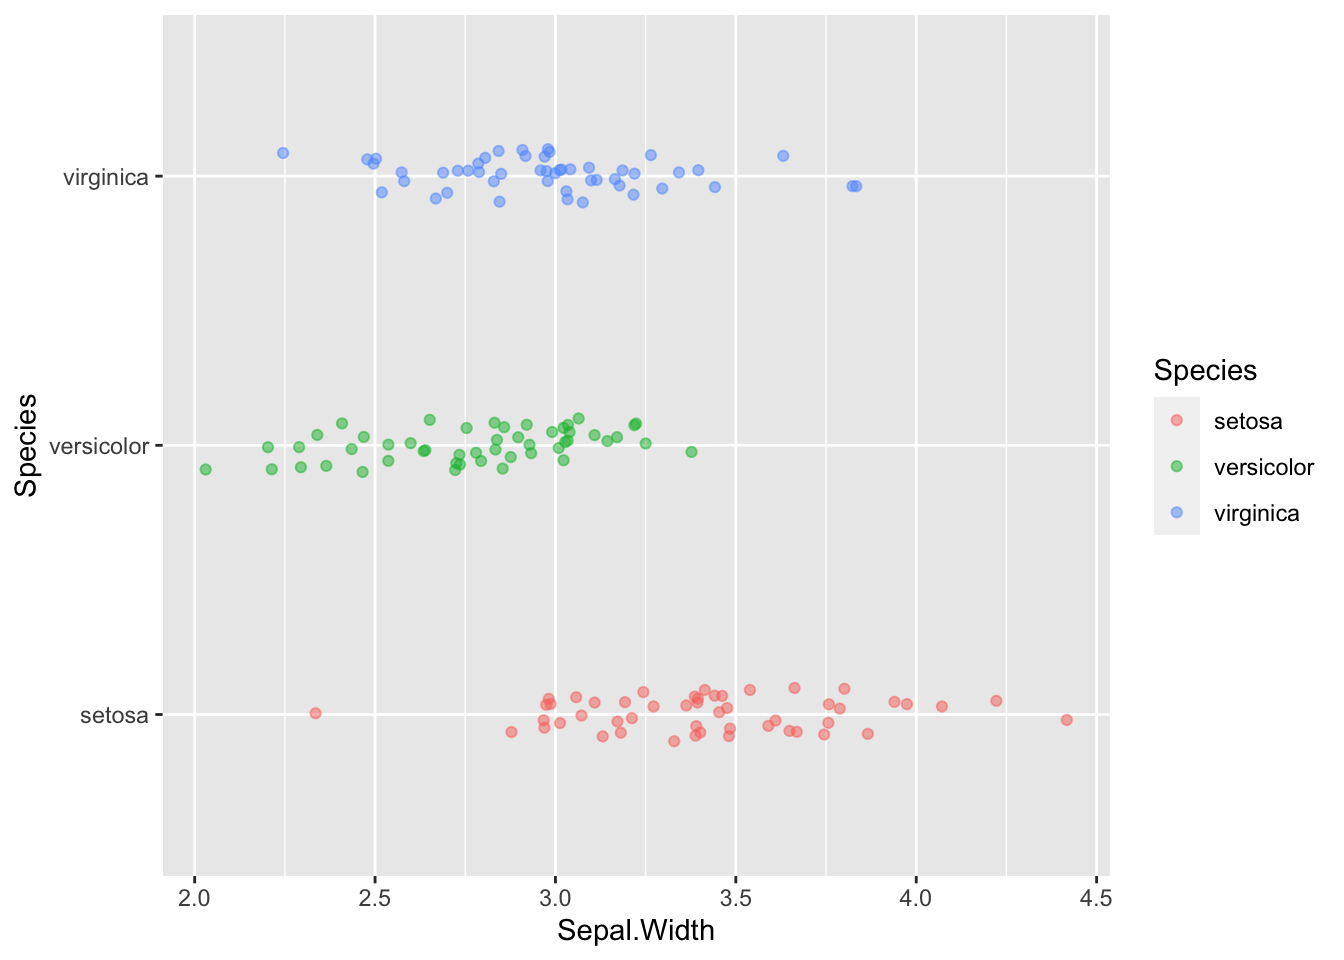 virginica
versicolor
setosa
Species
2.0 2.5 3.0 3.5 4.0 4.5
Sepal.Width
Species
setosa
versicolor
virginica